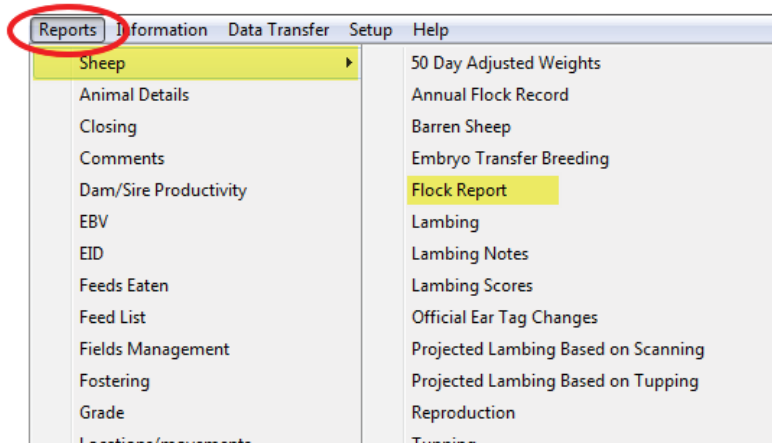 Reports Information Data Transfer Setup Help
Sheep
Animal Details
Closing
Comments
Dam/Sire Productivity
EBV
EID
Feeds Eaten
Feed List
Fields Management
Fostering
Grade
Locations/movements
50 Day Adjusted Weights
Annual Flock Record
Barren Sheep
Embryo Transfer Breeding
Flock Report
Lambing
Lambing Notes
Lambing Scores
Official Ear Tag Changes
Projected Lambing Based on Scanning
Projected Lambing Based on Tupping
Reproduction
Tupping